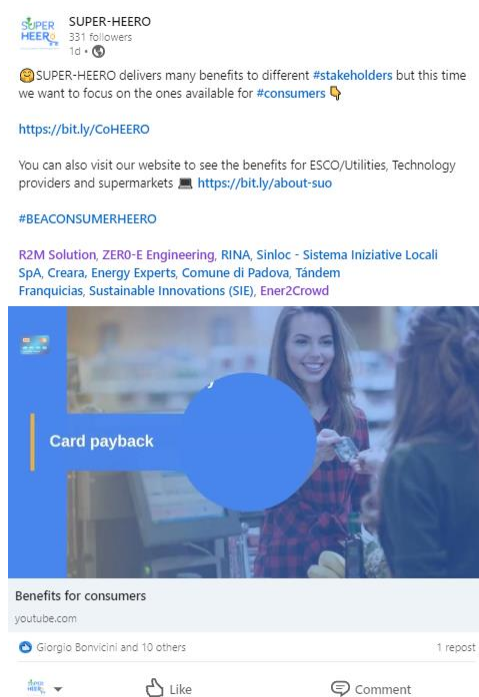 SUPER
HEERO
SUPER-HEERO
331 followers
1d •
SUPER-HEERO delivers many benefits to different #stakeholders but this time
we want to focus on the ones available for #consumers
https://bit.ly/CoHEERO
You can also visit our website to see the benefits for ESCO/Utilities, Technology
providers and supermarkets https://bit.ly/about-suo
#BEACONSUMERHEERO
R2M Solution, ZER0-E Engineering, RINA, Sinloc - Sistema Iniziative Locali
SpA, Creara, Energy Experts, Comune di Padova, Tándem
Franquicias, Sustainable Innovations (SIE), Ener2Crowd
Card payback
Benefits for consumers
youtube.com
Giorgio Bonvicini and 10 others 1 repost
Like Comment